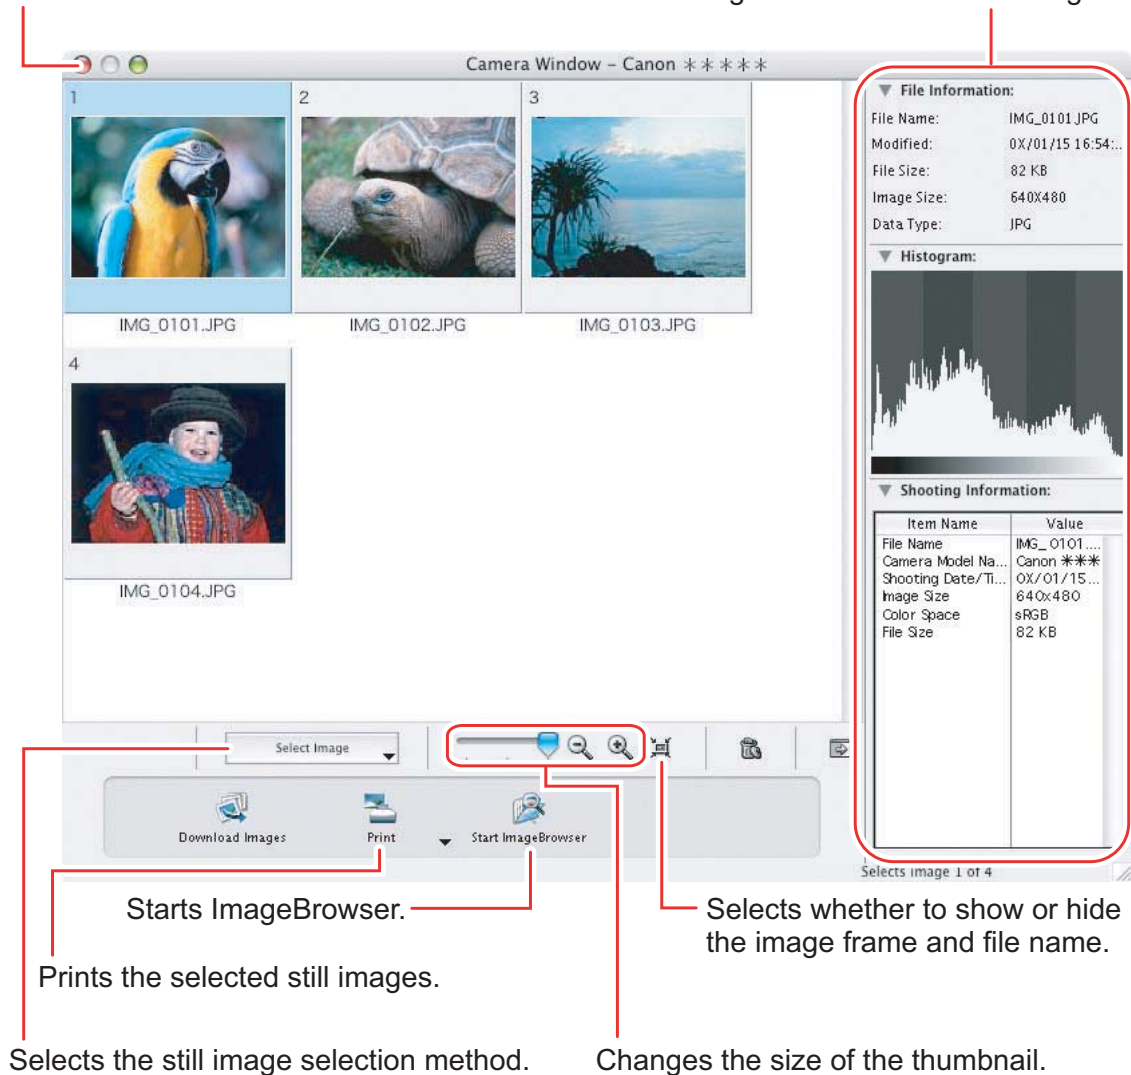 Camera Window – Canon ＊＊＊＊＊
1
2
3
IMG_0101.JPG
IMG_0102.JPG
IMG_0103.JPG
4
IMG_0104.JPG
▼ File Information:
File Name: IMG_0101.JPG
Modified: 0X/01/15 16:54:..
File Size: 82 KB
Image Size: 640X480
Data Type: JPG
▼ Histogram:
▼ Shooting Information:
Item Name Value
File Name IMG_0101....
Camera Model Na... Canon ＊＊＊
Shooting Date/Ti... 0X/01/15...
Image Size 640x480
Color Space sRGB
File Size 82 KB
Select Image
Download Images
Print
Start ImageBrowser
Selects image 1 of 4
Starts ImageBrowser.
Selects whether to show or hide
the image frame and file name.
Prints the selected still images.
Selects the still image selection method.
Changes the size of the thumbnail.